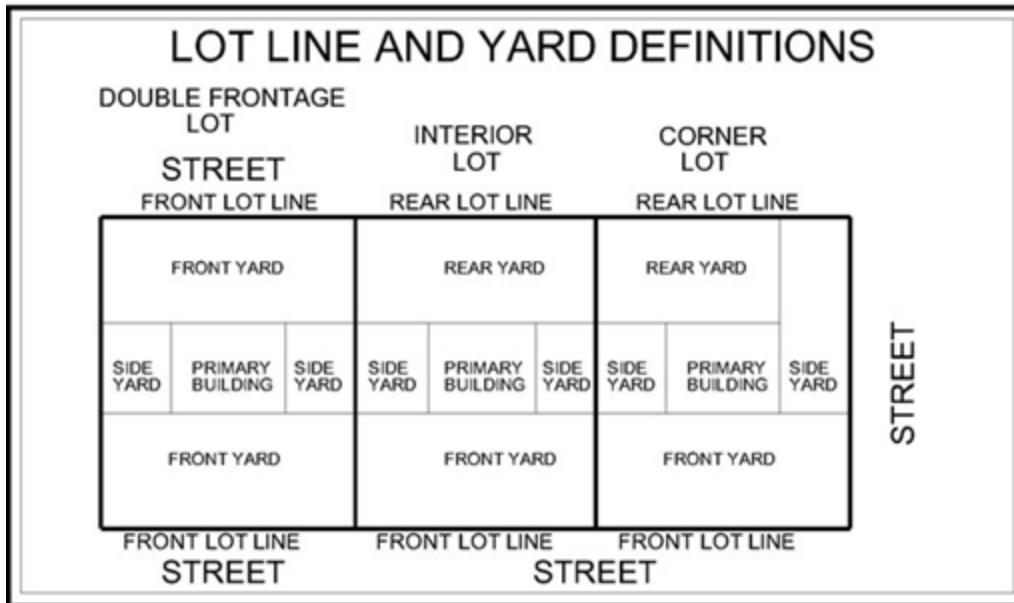 LOT LINE AND YARD DEFINITIONS
DOUBLE FRONTAGE
LOT
INTERIOR
LOT
CORNER
LOT
STREET
FRONT LOT LINE
REAR LOT LINE
REAR LOT LINE
FRONT YARD
REAR YARD
REAR YARD
SIDE
YARD
PRIMARY
BUILDING
SIDE
YARD
SIDE
YARD
PRIMARY
BUILDING
SIDE
YARD
SIDE
YARD
PRIMARY
BUILDING
SIDE
YARD
STREET
FRONT YARD
FRONT YARD
FRONT YARD
FRONT LOT LINE
FRONT LOT LINE
FRONT LOT LINE
STREET
STREET